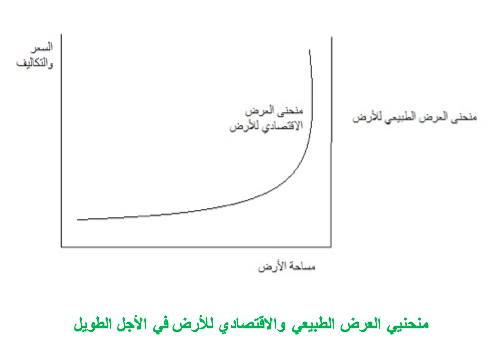 السعر
والتكاليف
منحنى العرض
الاقتصادي للأرض
منحنى العرض الطبيعي للأرض
مساحة الأرض
منحنيي العرض الطبيعي والاقتصادي للأرض في الأجل الطويل